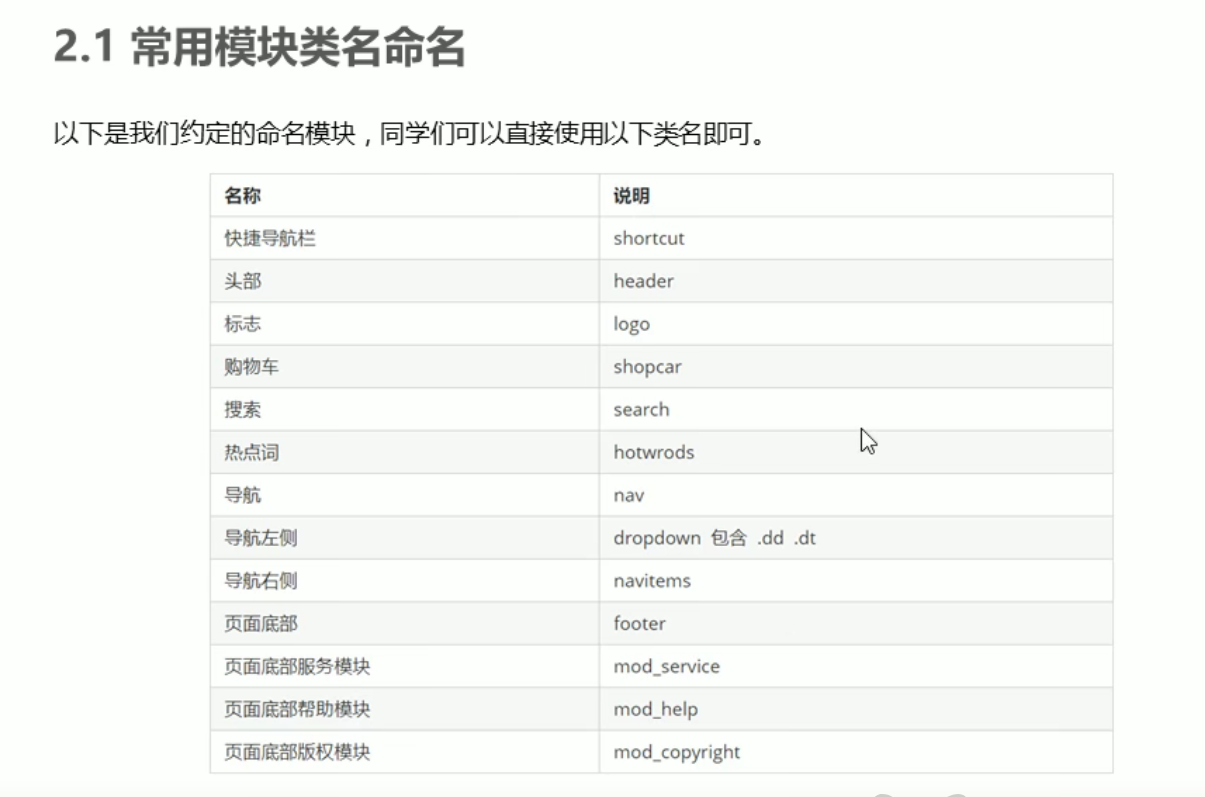 2.1 常用模块类名命名
以下是我们约定的命名模块，同学们可以直接使用以下类名即可。
名称 说明
快捷导航栏 shortcut
头部 header
标志 logo
购物车 shopcar
搜索 search
热点词 hotwrods
导航 nav
导航左侧 dropdown 包含 .dd .dt
导航右侧 navitems
页面底部 footer
页面底部服务模块 mod_service
页面底部帮助模块 mod_help
页面底部版权模块 mod_copyright